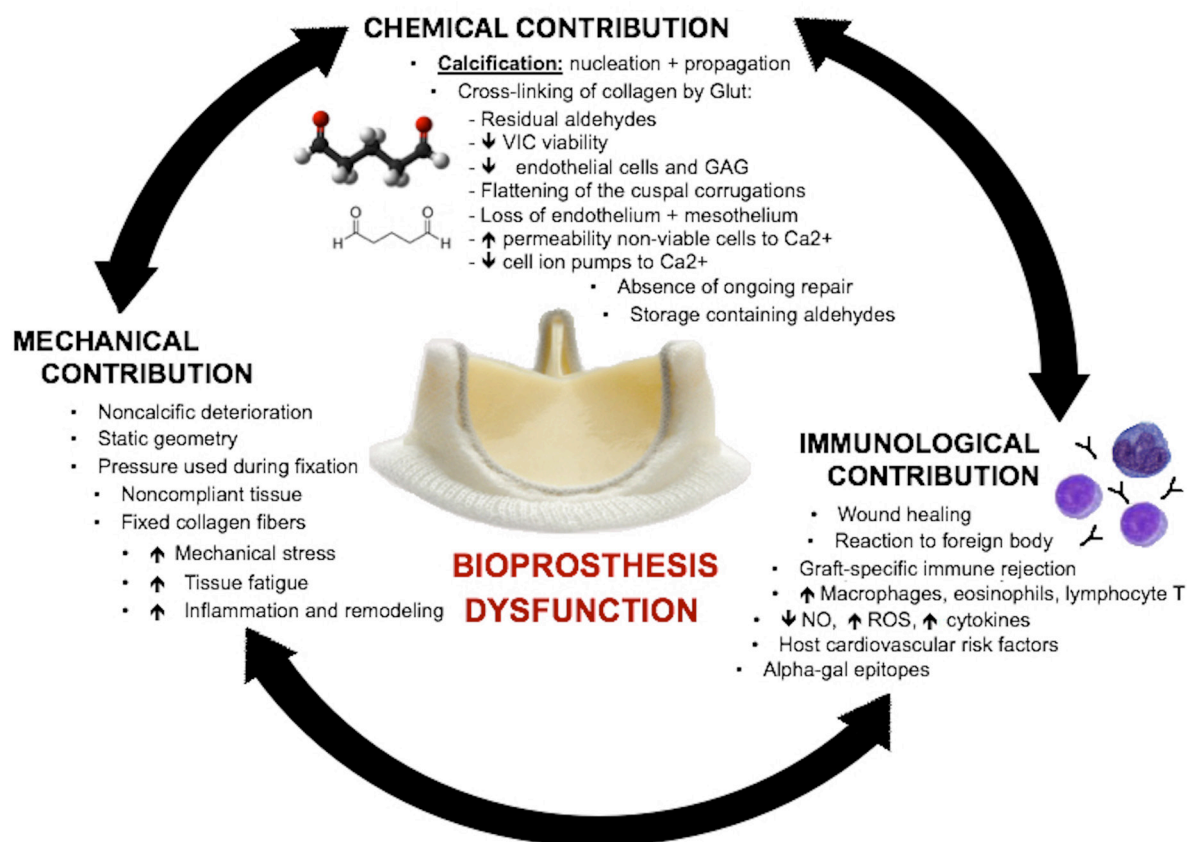 CHEMICAL CONTRIBUTION
▪ Calcification: nucleation + propagation
▪ Cross-linking of collagen by Glut:
- Residual aldehydes
- ↓ VIC viability
- ↓ endothelial cells and GAG
- Flattening of the cuspal corrugations
- Loss of endothelium + mesothelium
- ↑ permeability non-viable cells to Ca2+
- ↓ cell ion pumps to Ca2+
▪ Absence of ongoing repair
▪ Storage containing aldehydes
O O
H H
MECHANICAL
CONTRIBUTION
▪ Noncalcific deterioration
▪ Static geometry
▪ Pressure used during fixation
▪ Noncompliant tissue
▪ Fixed collagen fibers
▪ ↑ Mechanical stress
▪ ↑ Tissue fatigue
▪ ↑ Inflammation and remodeling
BIOPROSTHESIS
DYSFUNCTION
IMMUNOLOGICAL
CONTRIBUTION
▪ Wound healing
▪ Reaction to foreign body
▪ Graft-specific immune rejection
▪ ↑ Macrophages, eosinophils, lymphocyte T
▪ ↓ NO, ↑ ROS, ↑ cytokines
▪ Host cardiovascular risk factors
▪ Alpha-gal epitopes